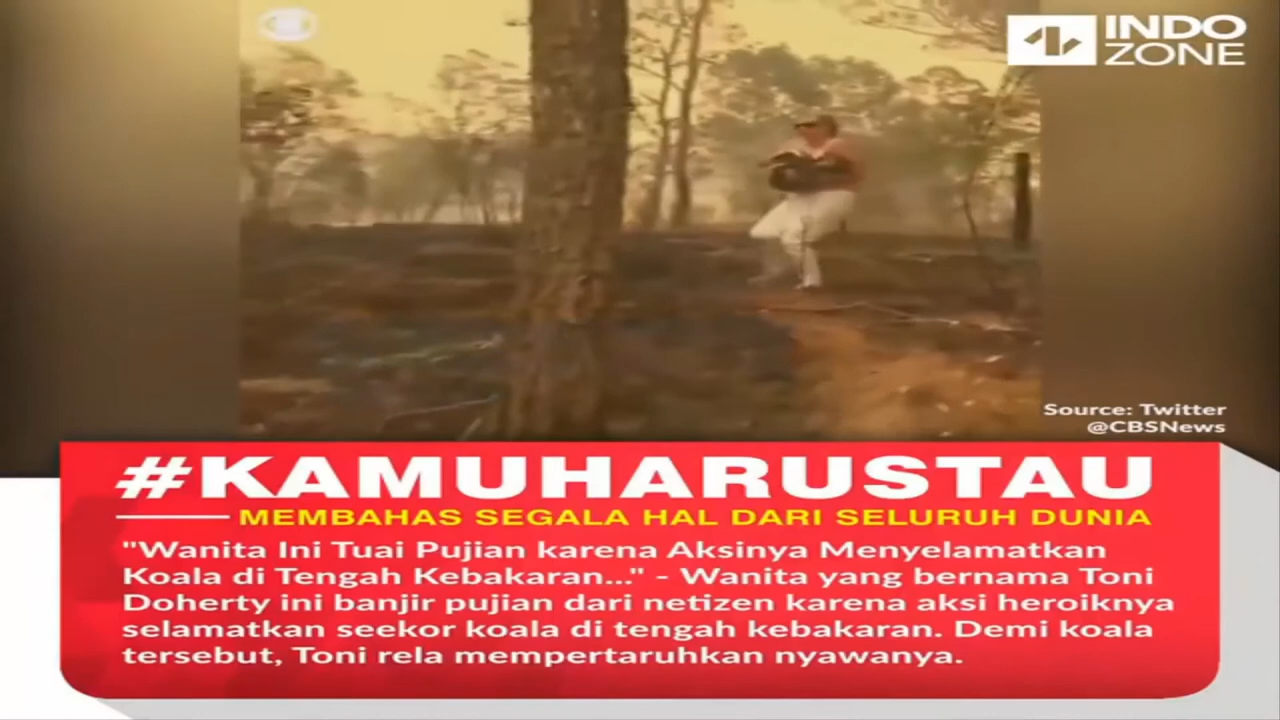 INDO
ZONE
Source: Twitter
@CBSNews
#KAMUHARUSTAU
MEMBAHAS SEGALA HAL DARI SELURUH DUNIA
"Wanita Ini Tuai Pujian karena Aksinya Menyelamatkan
Koala di Tengah Kebakaran..." - Wanita yang bernama Toni
Doherty ini banjir pujian dari netizen karena aksi heroiknya
selamatkan seekor koala di tengah kebakaran. Demi koala
tersebut, Toni rela mempertaruhkan nyawanya.